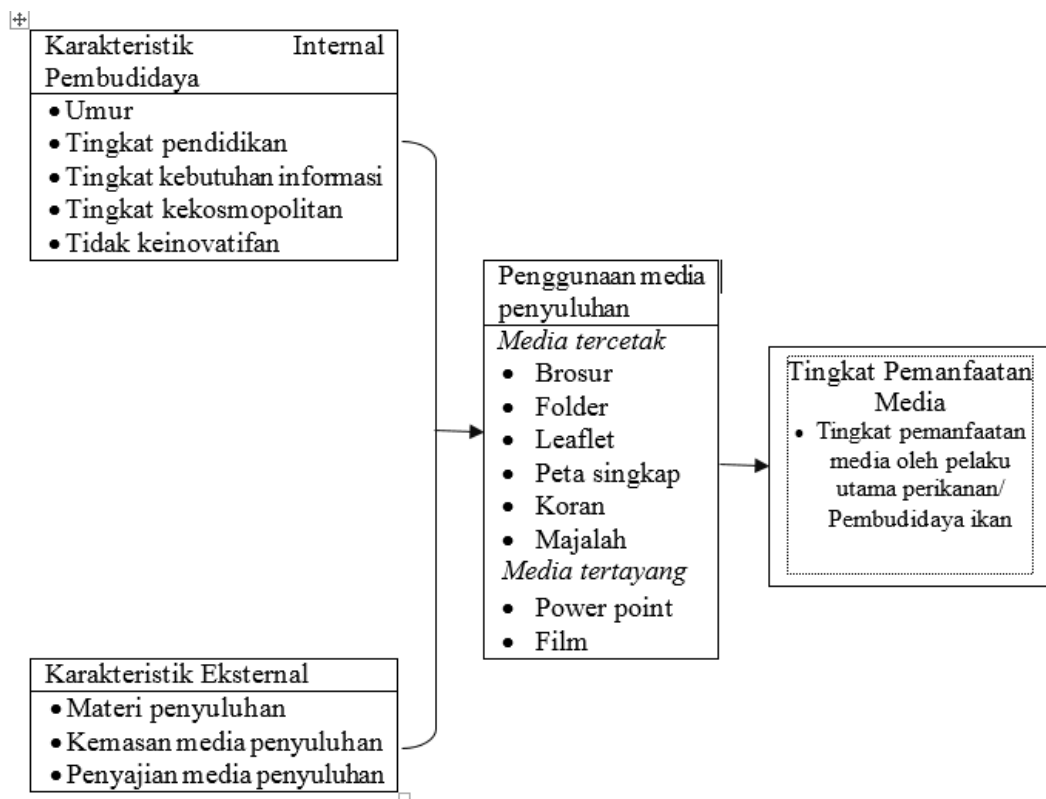 Karakteristik Internal
Pembudidaya
• Umur
• Tingkat pendidikan
• Tingkat kebutuhan informasi
• Tingkat kekosmopolitan
• Tidak keinovatifan
Penggunaan media
penyuluhan
Media tercetak
• Brosur
• Folder
• Leaflet
• Peta singkap
• Koran
• Majalah
Media tertayang
• Power point
• Film
Tingkat Pemanfaatan
Media
• Tingkat pemanfaatan
media oleh pelaku
utama perikanan/
Pembudidaya ikan
Karakteristik Eksternal
• Materi penyuluhan
• Kemasan media penyuluhan
• Penyajian media penyuluhan